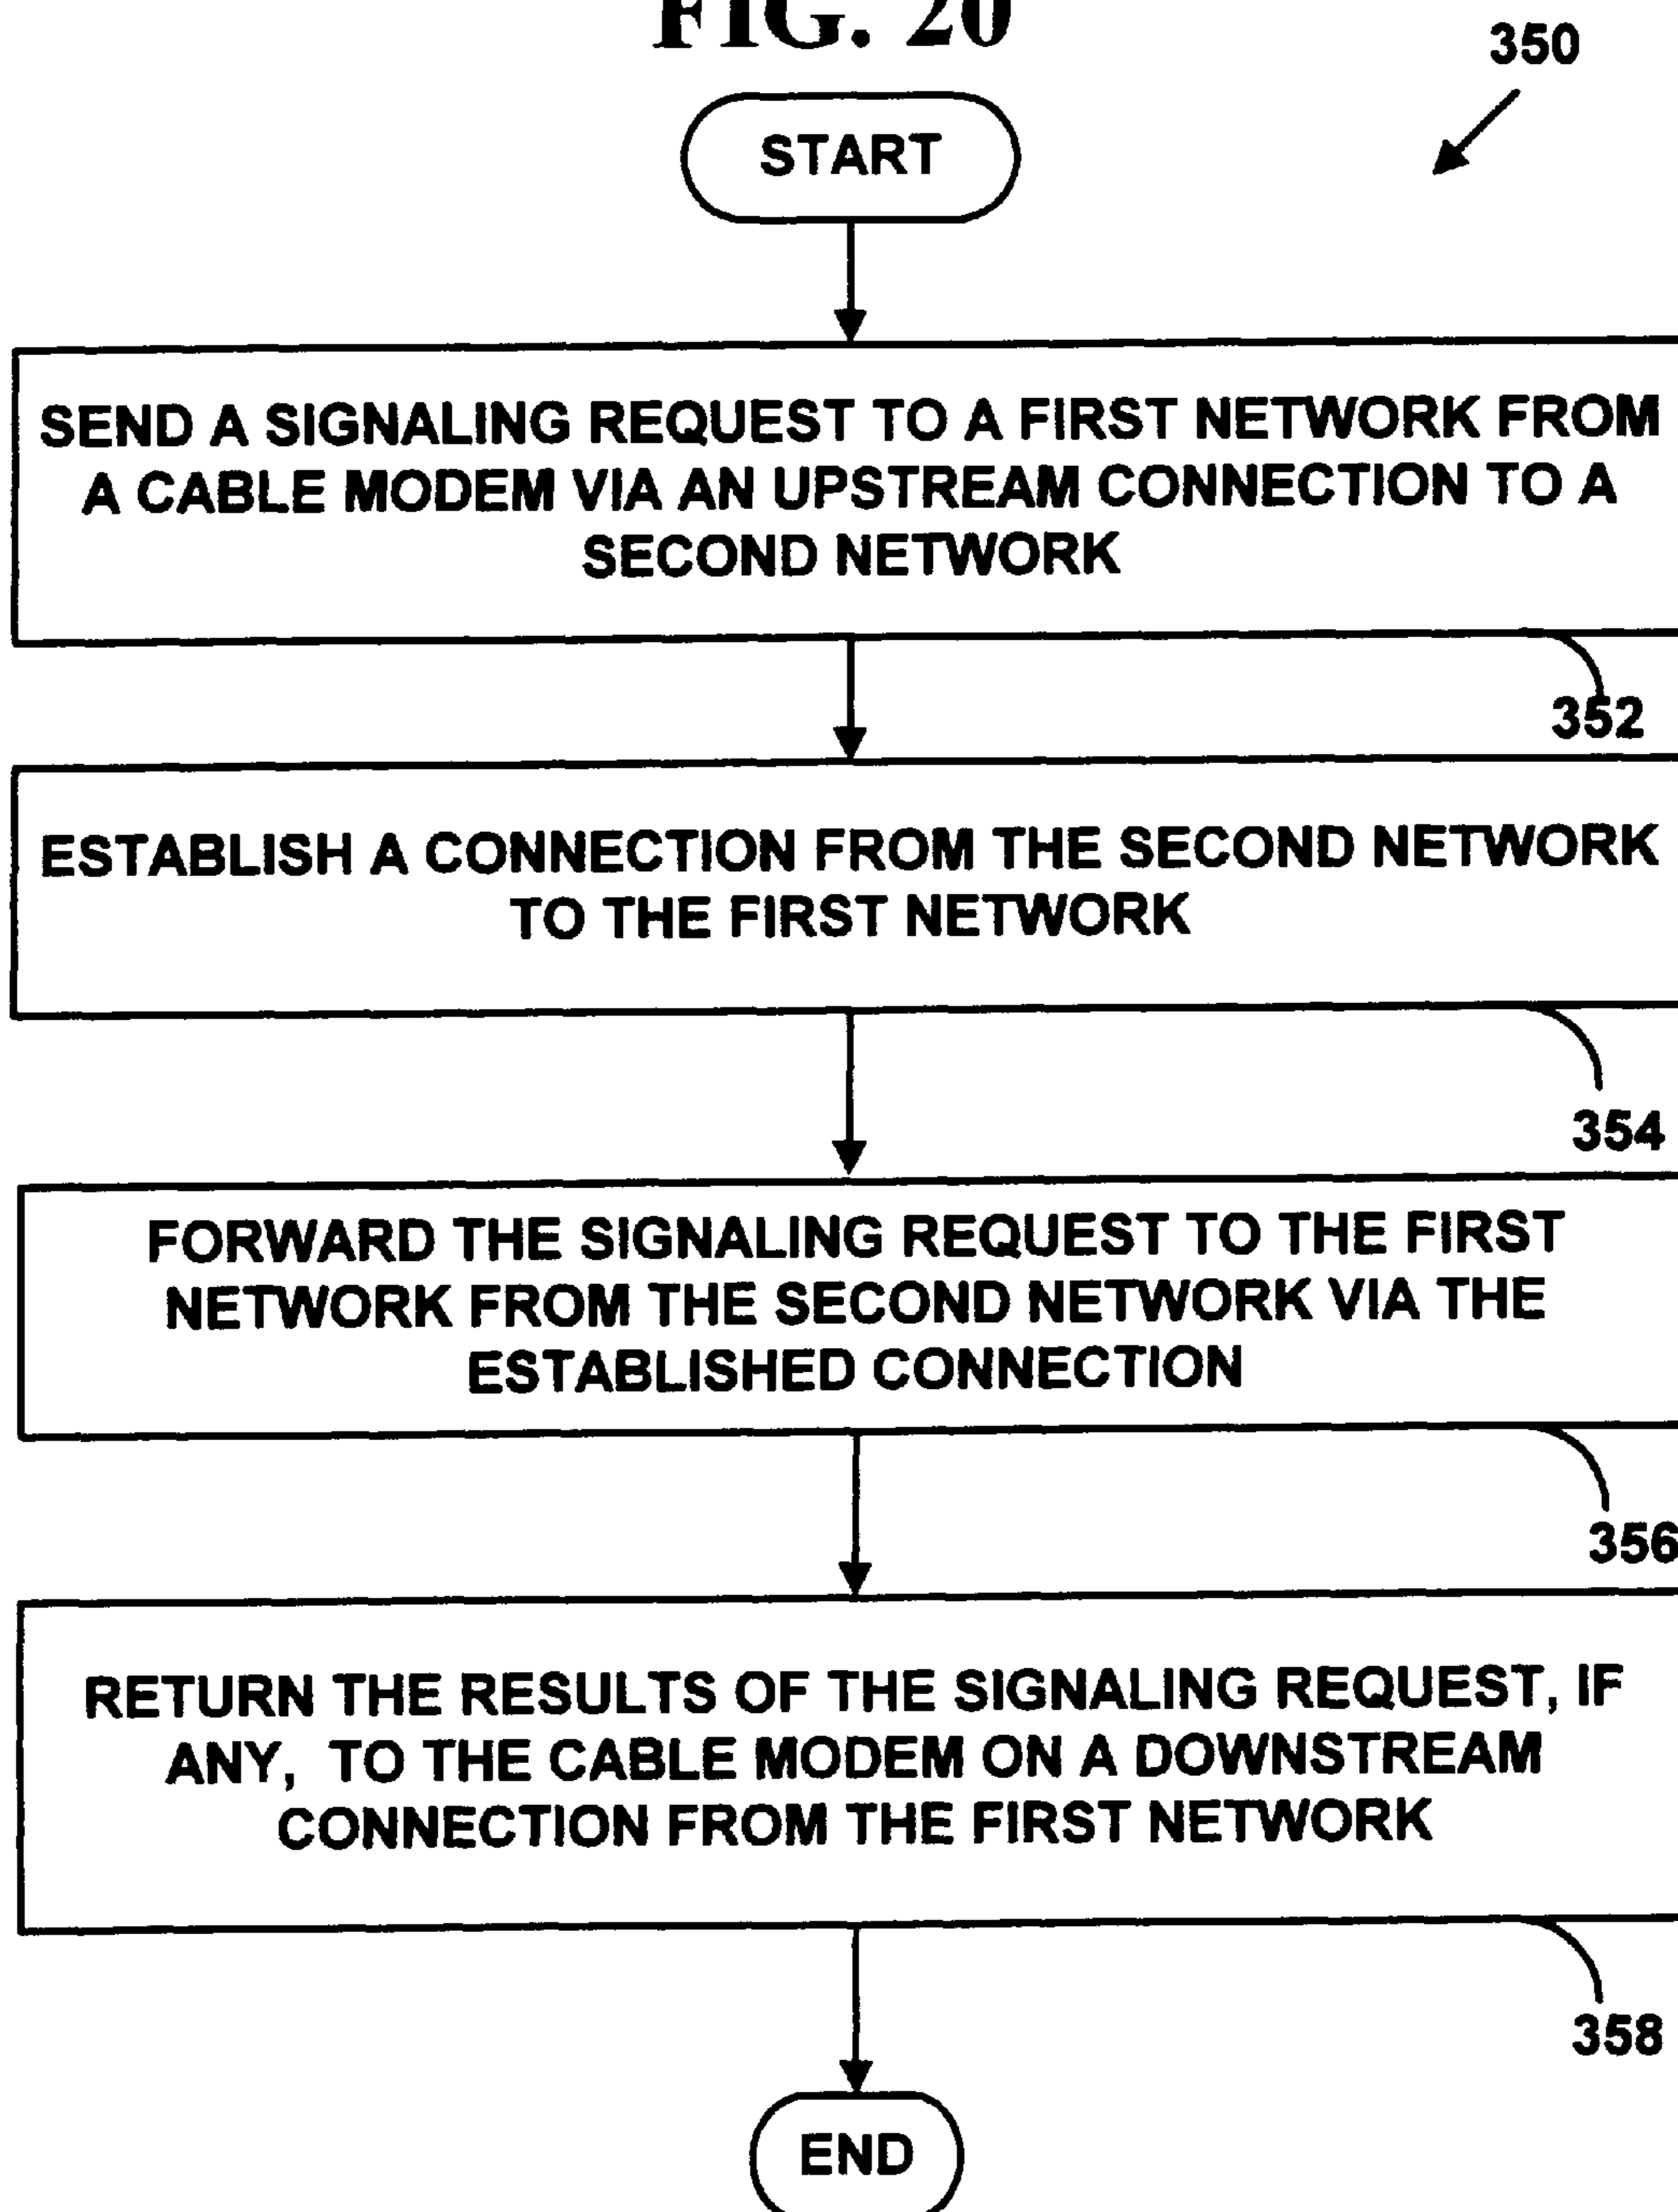 FIG. 20
350
START
SEND A SIGNALING REQUEST TO A FIRST NETWORK FROM
A CABLE MODEM VIA AN UPSTREAM CONNECTION TO A
SECOND NETWORK
352
ESTABLISH A CONNECTION FROM THE SECOND NETWORK
TO THE FIRST NETWORK
354
FORWARD THE SIGNALING REQUEST TO THE FIRST
NETWORK FROM THE SECOND NETWORK VIA THE
ESTABLISHED CONNECTION
356
RETURN THE RESULTS OF THE SIGNALING REQUEST, IF
ANY, TO THE CABLE MODEM ON A DOWNSTREAM
CONNECTION FROM THE FIRST NETWORK
358
END